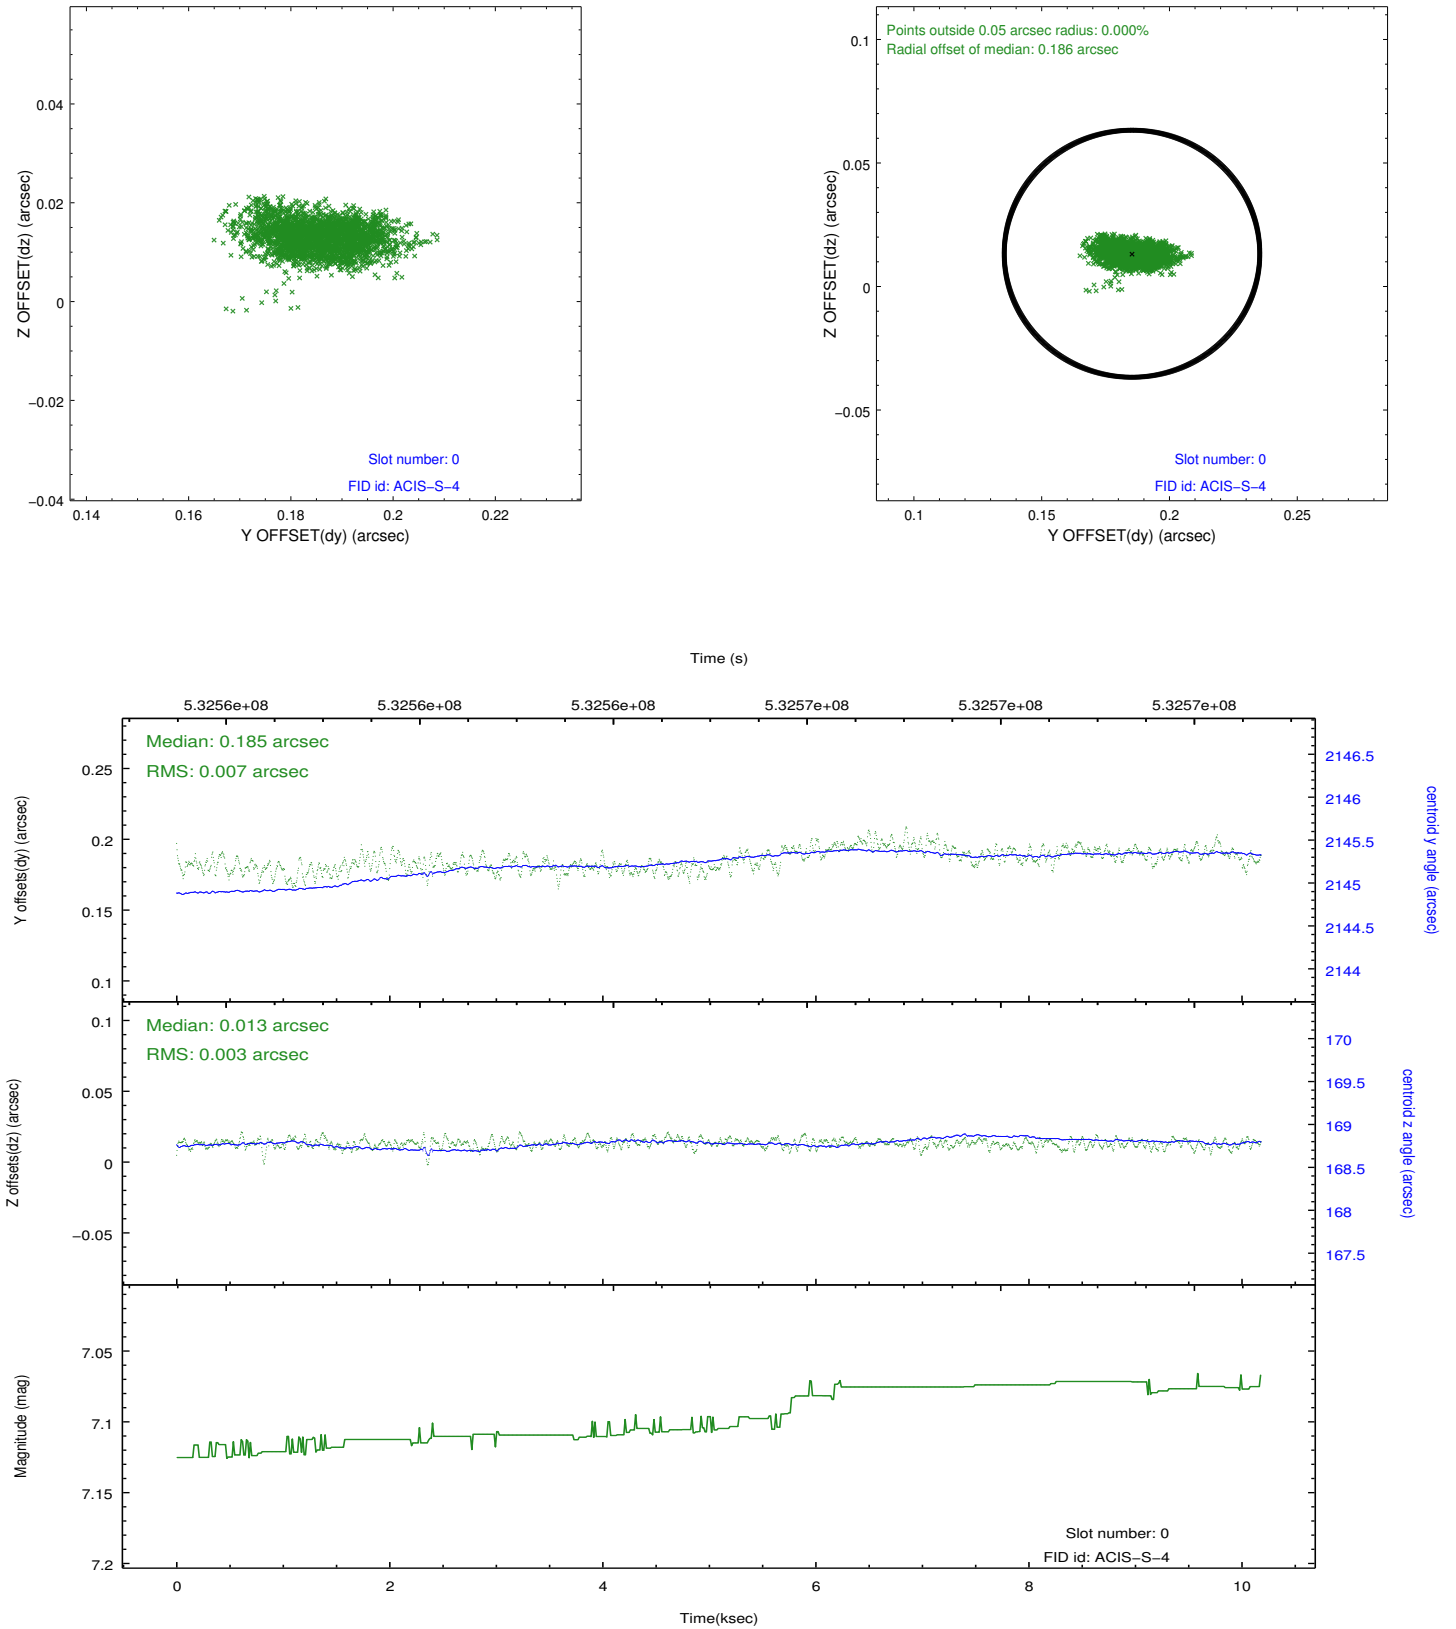 0.04
0.02
0
−0.02
−0.04
Z OFFSET(dz) (arcsec)
Slot number: 0
FID id: ACIS−S−4
0.14
0.16
0.18
0.2
0.22
Y OFFSET(dy) (arcsec)
Points outside 0.05 arcsec radius: 0.000%
Radial offset of median: 0.186 arcsec
0.1
0.05
0
−0.05
Z OFFSET(dz) (arcsec)
Slot number: 0
FID id: ACIS−S−4
0.1
0.15
0.2
0.25
Y OFFSET(dy) (arcsec)
Time (s)
5.3256e+08
5.3256e+08
5.3256e+08
5.3257e+08
5.3257e+08
5.3257e+08
Median: 0.185 arcsec
RMS: 0.007 arcsec
0.25
0.2
0.15
0.1
Y offsets(dy) (arcsec)
2146.5
2146
2145.5
2145
2144.5
2144
centroid y angle (arcsec)
Median: 0.013 arcsec
RMS: 0.003 arcsec
0.1
0.05
0
−0.05
Z offsets(dz) (arcsec)
170
169.5
169
168.5
168
167.5
centroid z angle (arcsec)
7.05
7.1
7.15
7.2
Magnitude (mag)
Slot number: 0
FID id: ACIS−S−4
0
2
4
6
8
10
Time(ksec)